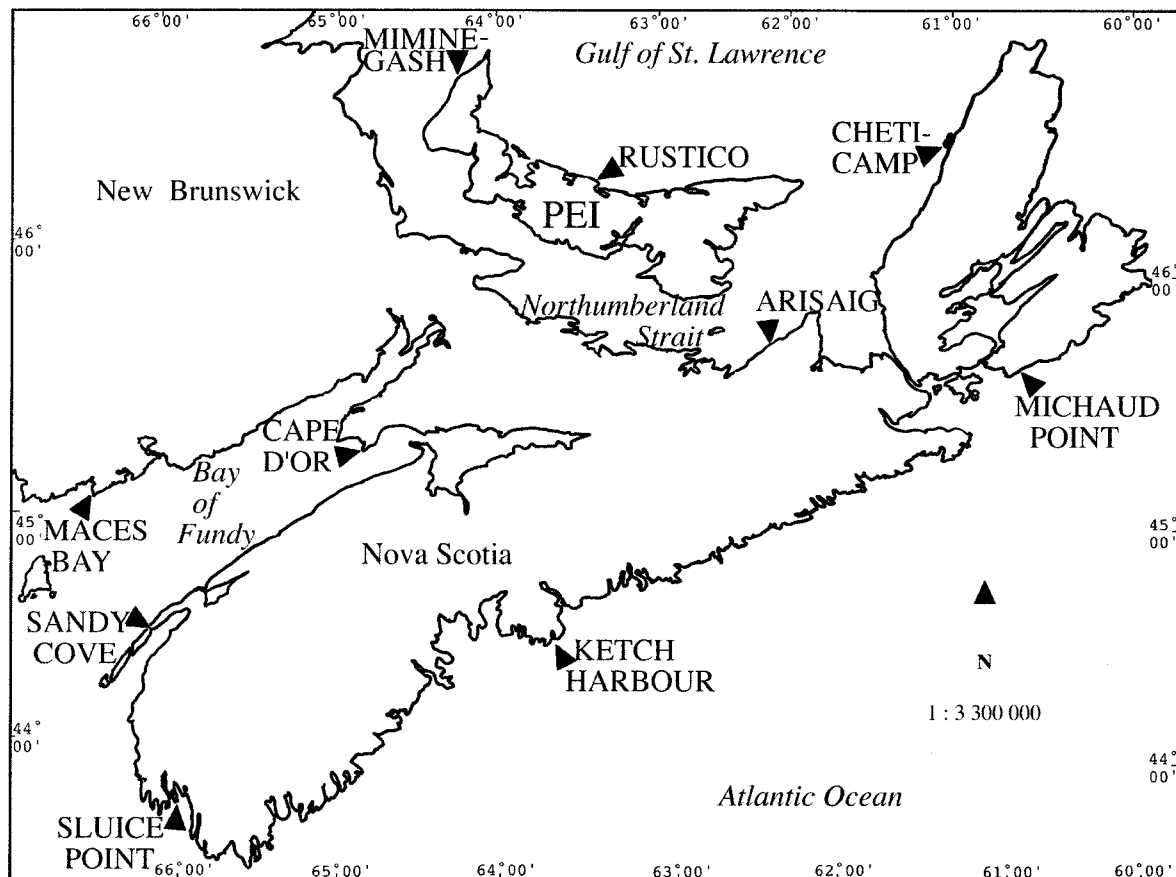 66°00' 65°00' 64°00' 63°00' 62°00' 61°00' 60°00'
MIMINE-
GASH
Gulf of St. Lawrence
CHETI-
CAMP
RUSTICO
New Brunswick
PEI
46°
00'
46°
00'
Northumberland
Strait
ARISAIG
MICHAUD
POINT
CAPE
D'OR
Bay
of
Fundy
MACES
BAY
45°
00'
45°
00'
Nova Scotia
SANDY
COVE
KETCH
HARBOUR
N
1 : 3 300 000
44°
00'
44°
00'
Atlantic Ocean
SLUICE
POINT
66°00' 65°00' 64°00' 63°00' 62°00' 61°00' 60°00'